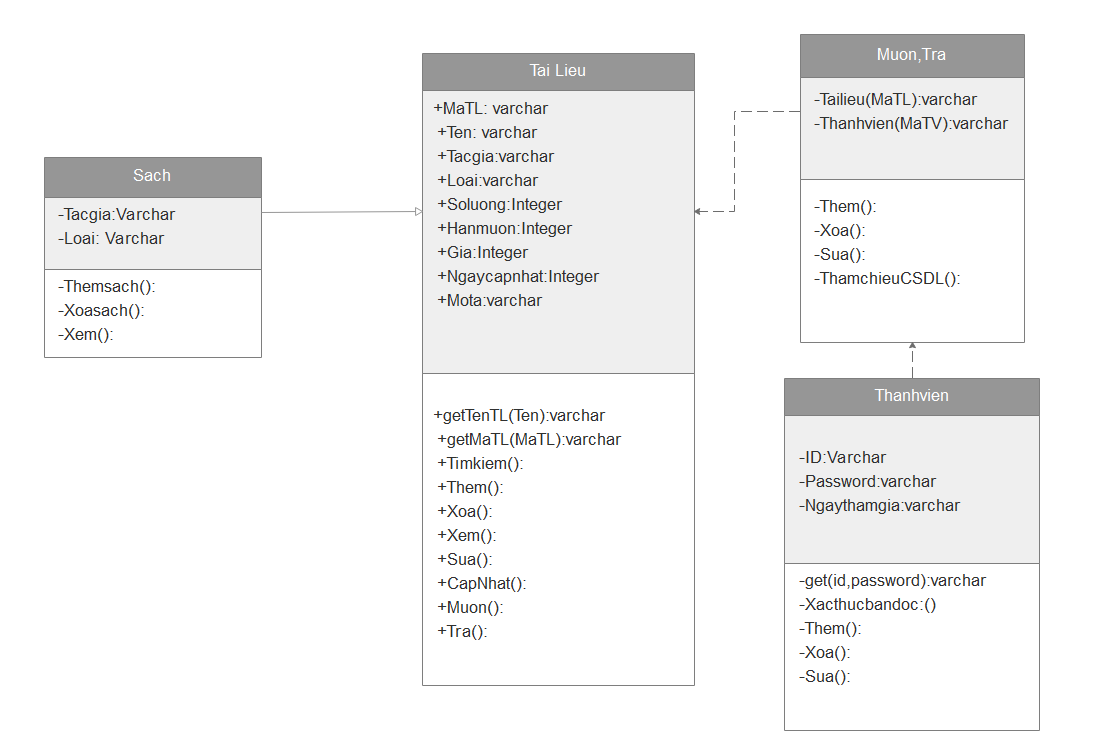 Sach
-Tacgia:Varchar
-Loai: Varchar
-Themsach():
-Xoasach():
-Xem():
Tai Lieu
+MaTL: varchar
+Ten: varchar
+Tacgia:varchar
+Loai:varchar
+Soluong:Integer
+Hanmuon:Integer
+Gia:Integer
+Ngaycapnhat:Integer
+Mota:varchar
+getTenTL(Ten):varchar
+getMaTL(MaTL):varchar
+Timkiem():
+Them():
+Xoa():
+Xem():
+Sua():
+CapNhat():
+Muon():
+Tra():
Muon,Tra
-Tailieu(MaTL):varchar
-Thanhvien(MaTV):varchar
-Them():
-Xoa():
-Sua():
-ThamchieuCSDL():
Thanhvien
-ID:Varchar
-Password:varchar
-Ngaythamgia:varchar
-get(id,password):varchar
-Xacthucbandoc:()
-Them():
-Xoa():
-Sua():